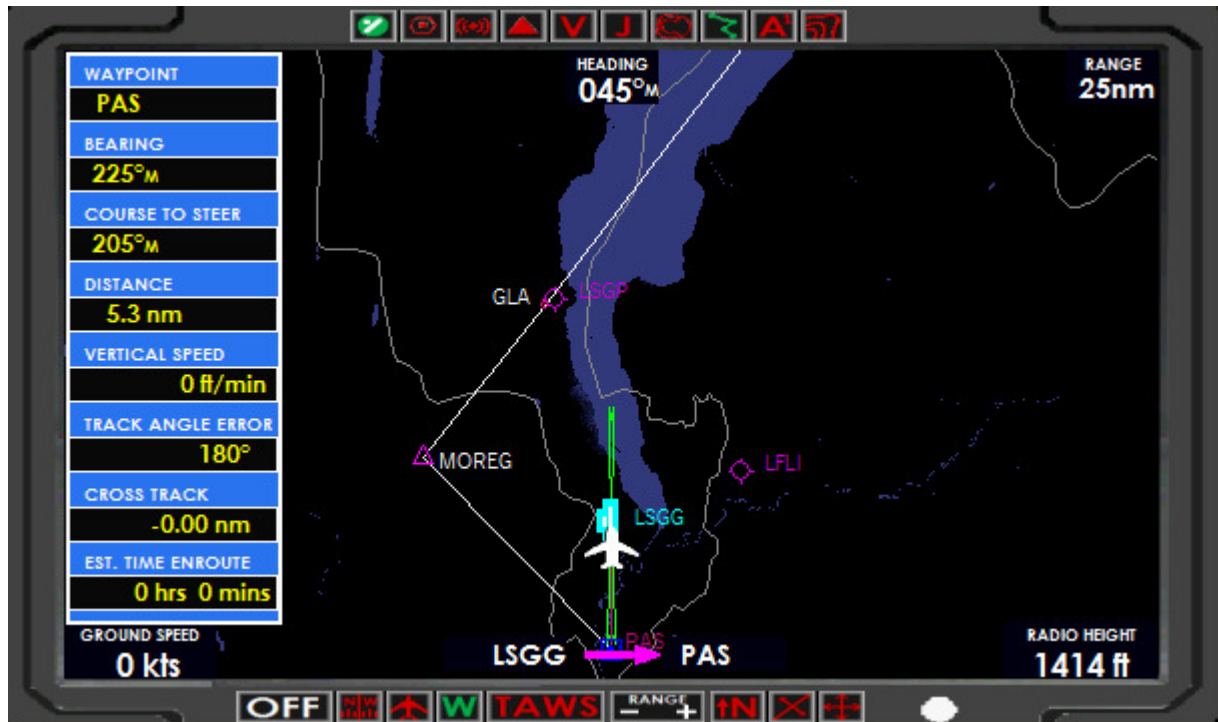 V J A¹
WAYPOINT
PAS
BEARING
225°M
COURSE TO STEER
205°M
DISTANCE
5.3 nm
VERTICAL SPEED
0 ft/min
TRACK ANGLE ERROR
180°
CROSS TRACK
-0.00 nm
EST. TIME ENROUTE
0 hrs 0 mins
GROUND SPEED
0 kts
HEADING
045°M
RANGE
25nm
GLA
LSGP
MOREG
LFLI
LSGG
PAS
LSGG PAS
RADIO HEIGHT
1414 ft
OFF N W W TAWS - RANGE + N